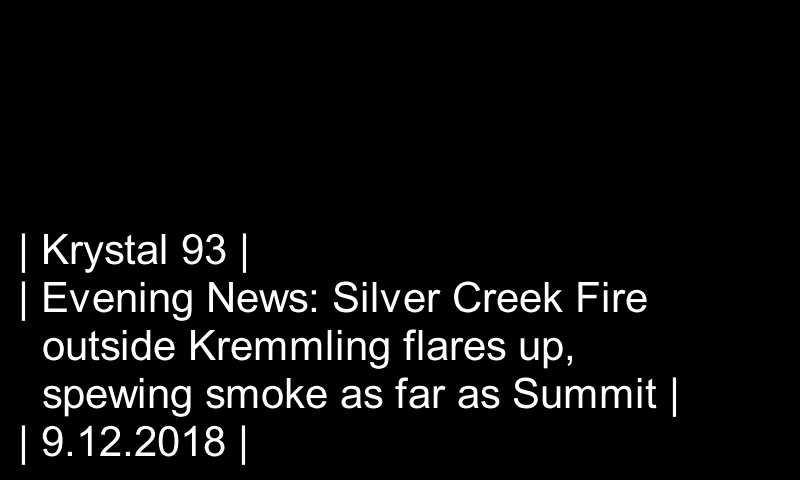 | Krystal 93 |
| Evening News: Silver Creek Fire
outside Kremmling flares up,
spewing smoke as far as Summit |
| 9.12.2018 |